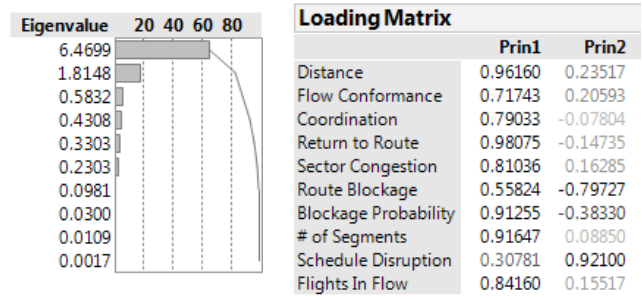 Eigenvalue 20 40 60 80
6.4699
1.8148
0.5832
0.4308
0.3303
0.2303
0.0981
0.0300
0.0109
0.0017
Loading Matrix
Prin1 Prin2
Distance 0.96160 0.23517
Flow Conformance 0.71743 0.20593
Coordination 0.79033 -0.07804
Return to Route 0.98075 -0.14735
Sector Congestion 0.81036 0.16285
Route Blockage 0.55824 -0.79727
Blockage Probability 0.91255 -0.38330
# of Segments 0.91647 0.08850
Schedule Disruption 0.30781 0.92100
Flights In Flow 0.84160 0.15517